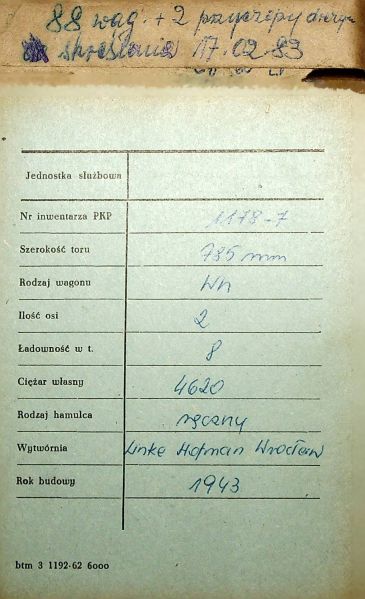 88 wag. + 2 przyczepy
skreślenie 17.02.83
Jednostka służbowa
Nr inwentarza PKP 1178-7
Szerokość toru 785 mm
Rodzaj wagonu Wn
Ilość osi 2
Ładowność w t. 8
Ciężar własny 4620
Rodzaj hamulca ręczny
Wytwórnia Linke Hofman Wrocław
Rok budowy 1943
btm 3 1192-62 6000